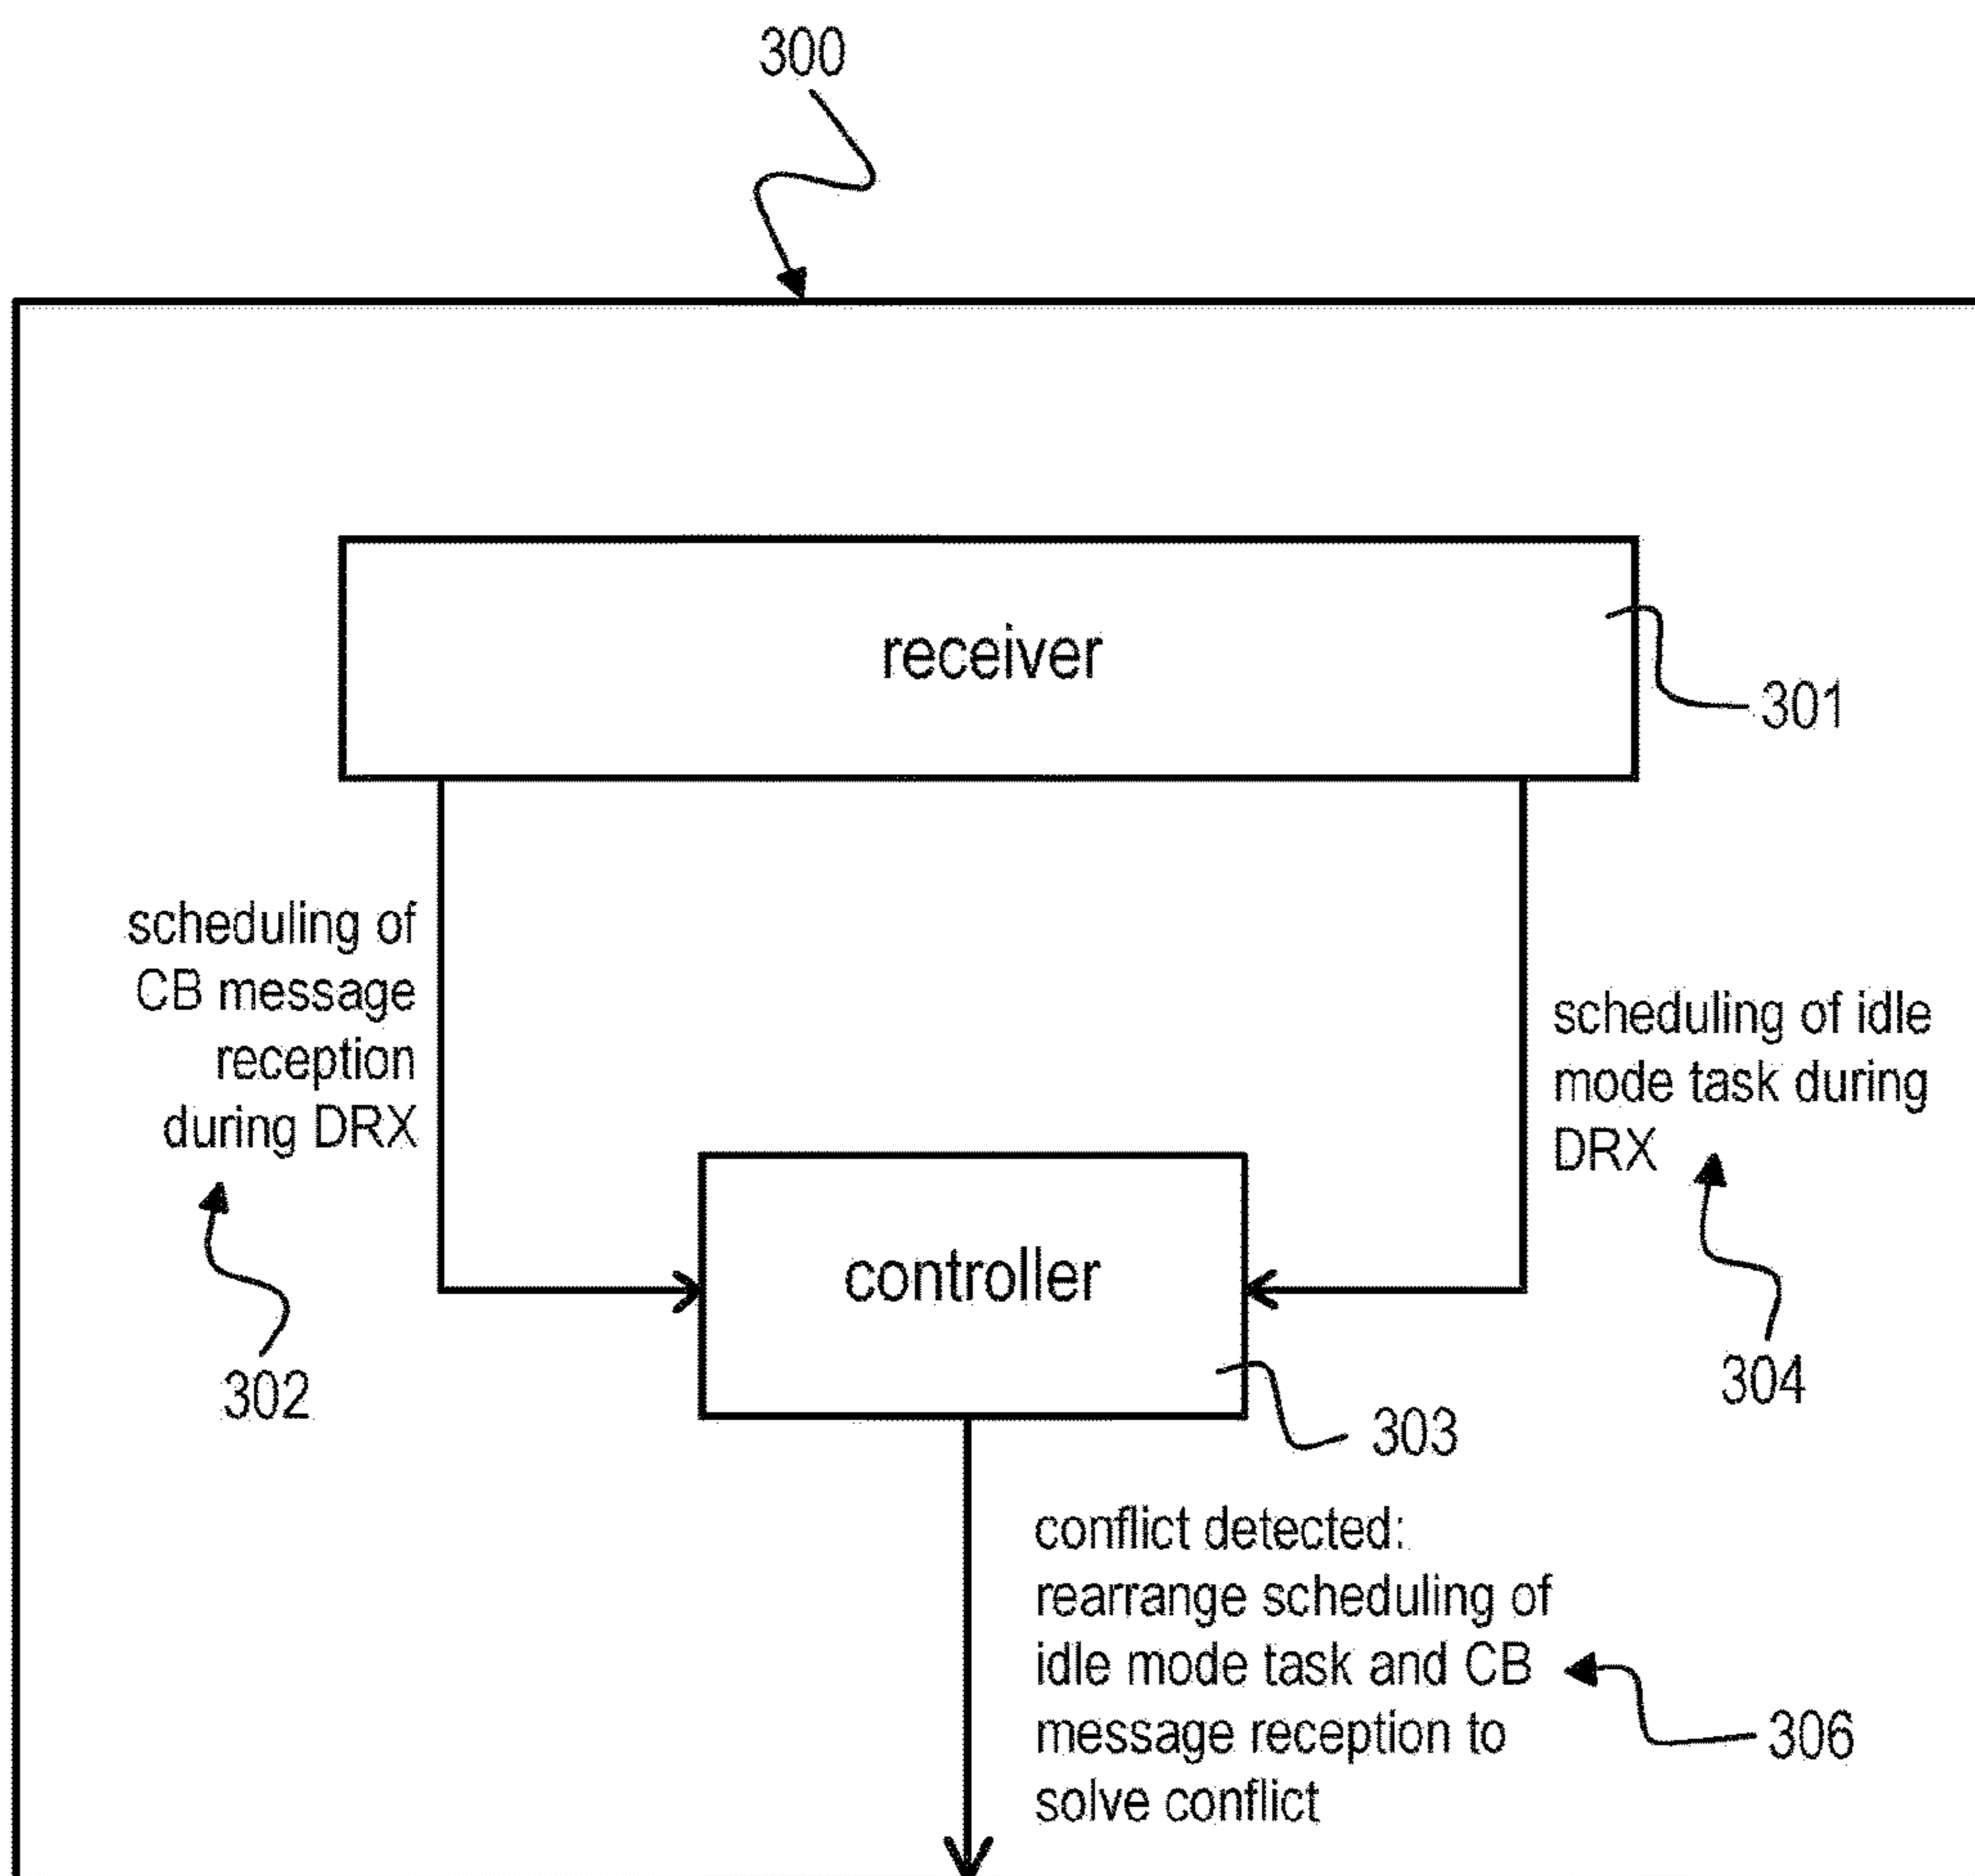 300
receiver
301
scheduling of
CB message
reception
during DRX
302
scheduling of idle
mode task during
DRX
304
controller
303
conflict detected:
rearrange scheduling of
idle mode task and CB
message reception to
solve conflict
306